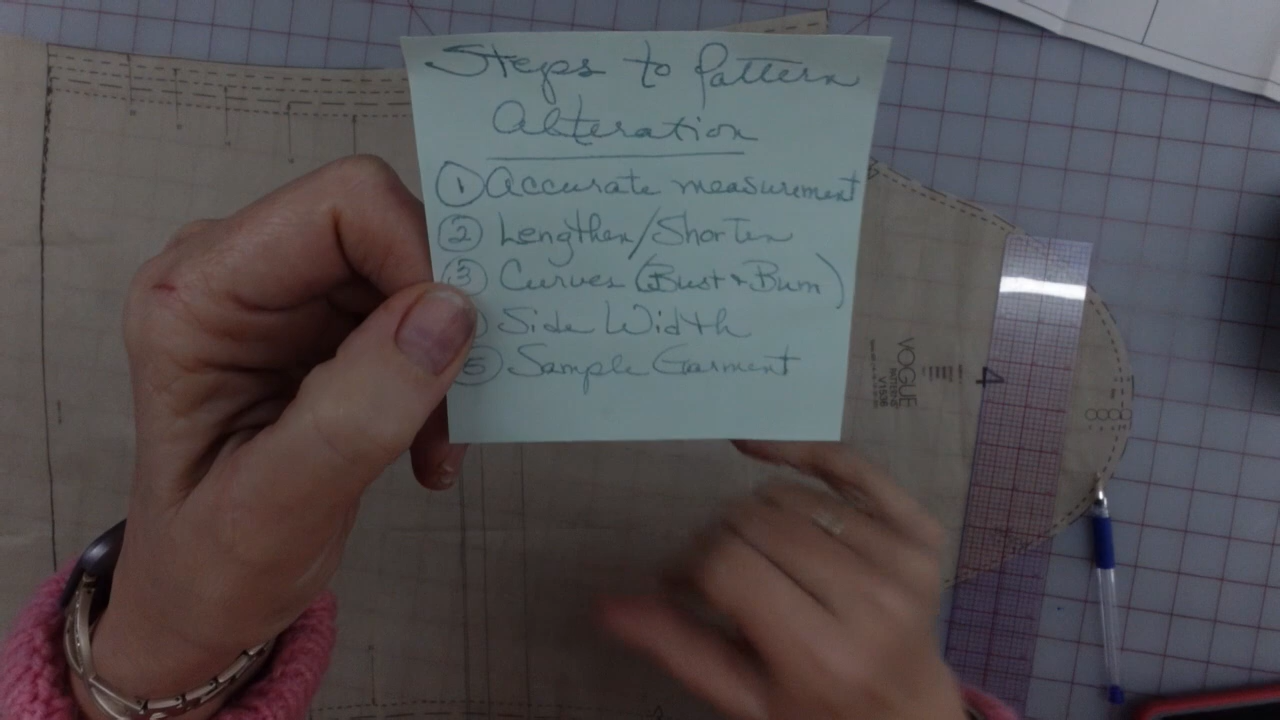 Steps to Pattern
Alteration
① Accurate measurement
② Lengthen/Shorten
③ Curves (Bust + Bum)
Side Width
⑤ Sample Garment
VOGUE
4